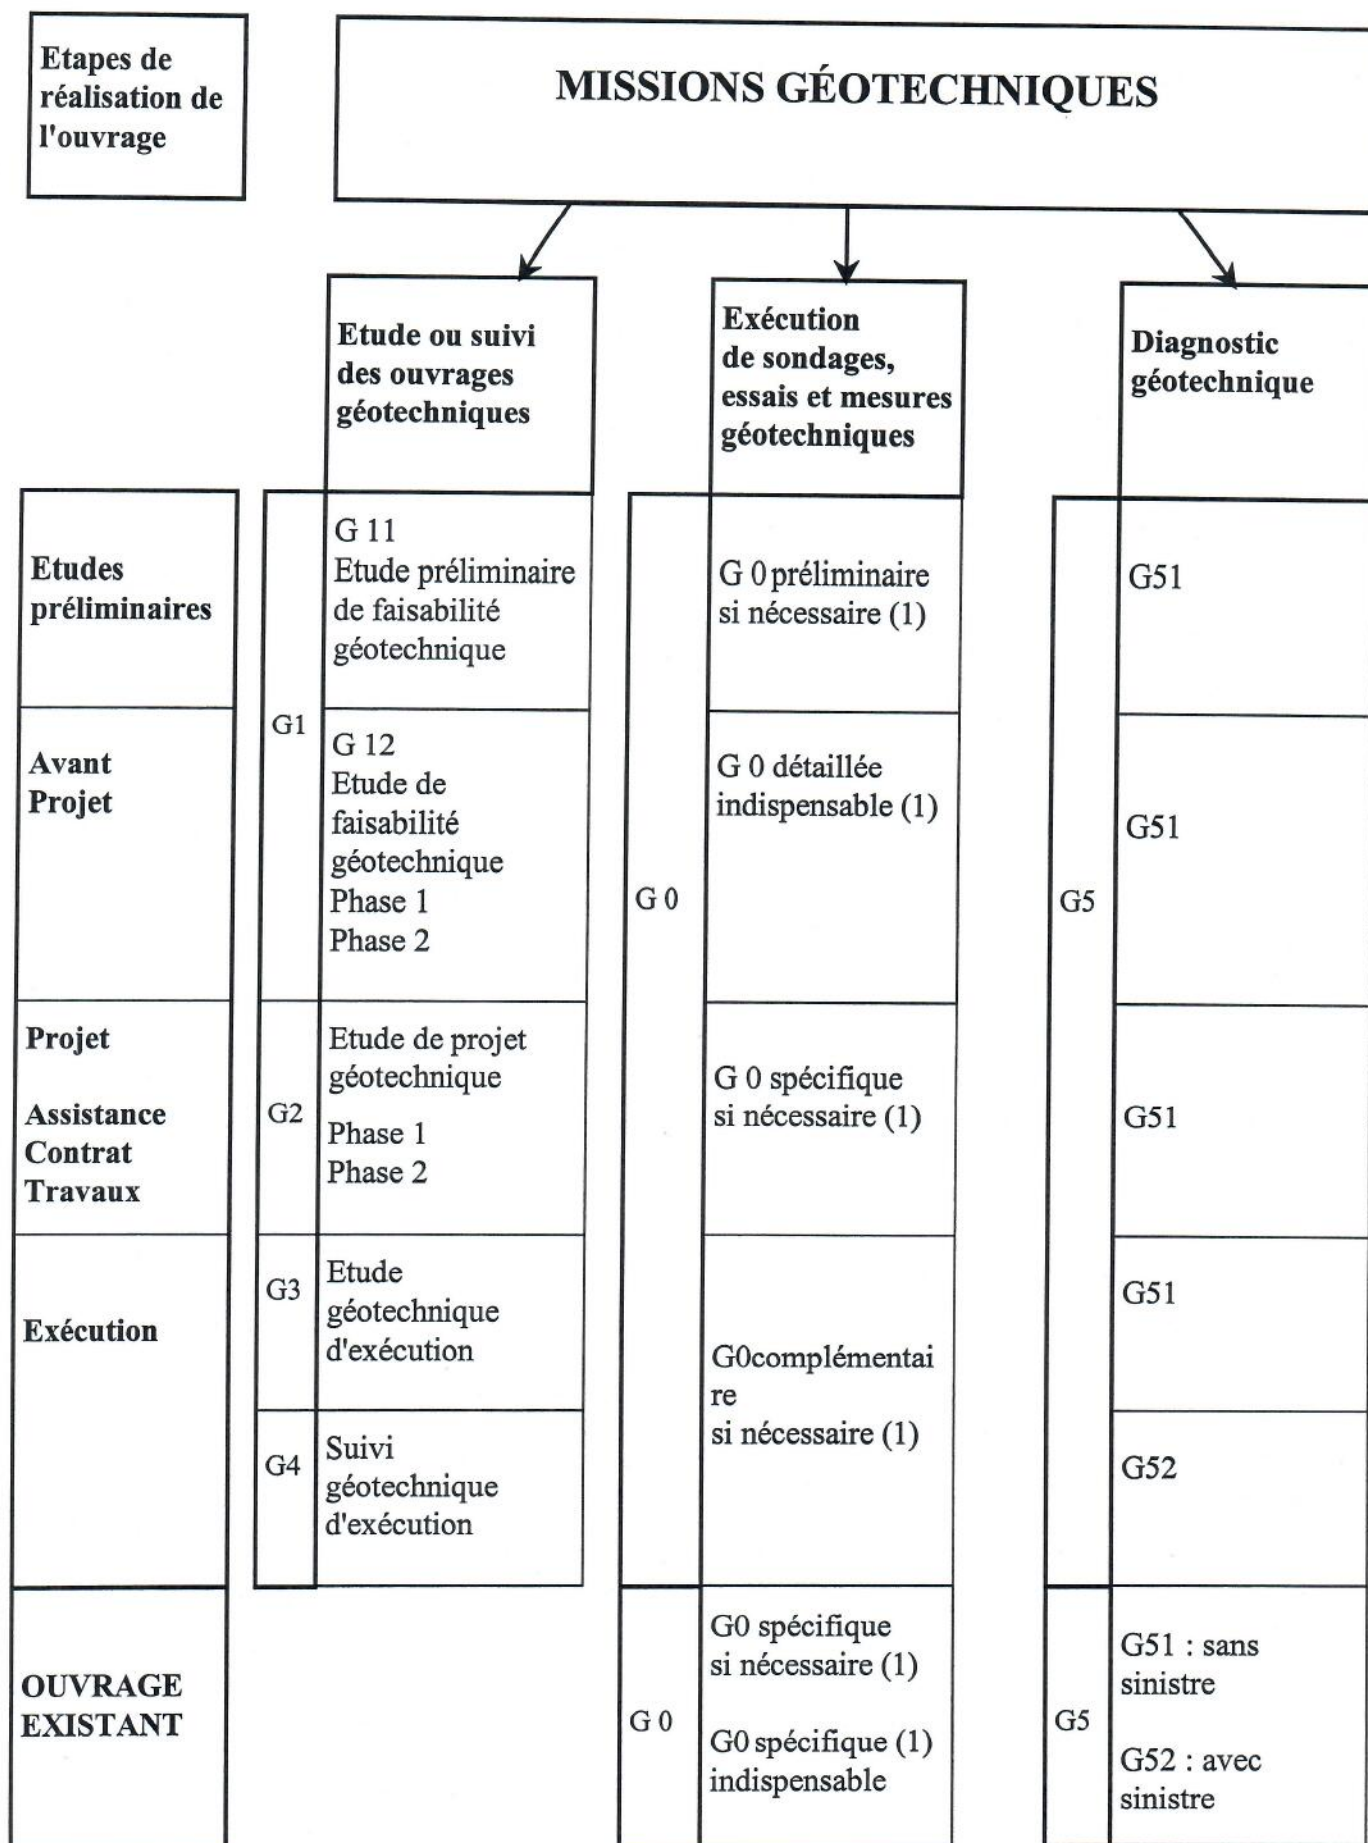 Etapes de
réalisation de
l'ouvrage
MISSIONS GÉOTECHNIQUES
Etude ou suivi
des ouvrages
géotechniques
Exécution
de sondages,
essais et mesures
géotechniques
Diagnostic
géotechnique
Etudes
préliminaires
G1
G 11
Etude préliminaire
de faisabilité
géotechnique
G 0 préliminaire
si nécessaire (1)
G51
Avant
Projet
G 12
Etude de
faisabilité
géotechnique
Phase 1
Phase 2
G 0
G 0 détaillée
indispensable (1)
G5
G51
Projet
Assistance
Contrat
Travaux
G2
Etude de projet
géotechnique
Phase 1
Phase 2
G 0 spécifique
si nécessaire (1)
G51
Exécution
G3
Etude
géotechnique
d'exécution
G0complémentai
re
si nécessaire (1)
G51
G4
Suivi
géotechnique
d'exécution
G52
OUVRAGE
EXISTANT
G 0
G0 spécifique
si nécessaire (1)
G0 spécifique (1)
indispensable
G5
G51 : sans
sinistre
G52 : avec
sinistre